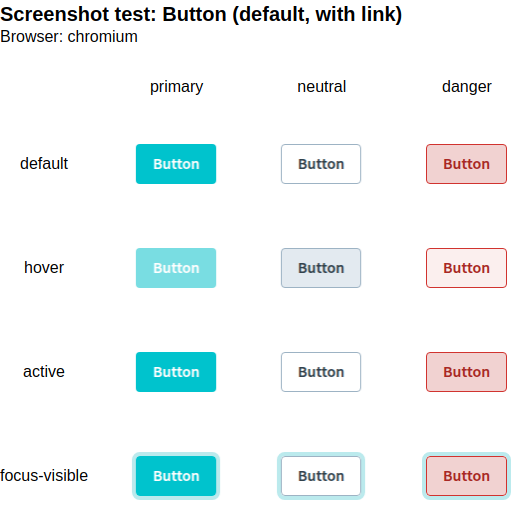 Screenshot test: Button (default, with link)
Browser: chromium
primary neutral danger
default Button Button Button
hover Button Button Button
active Button Button Button
focus-visible Button Button Button